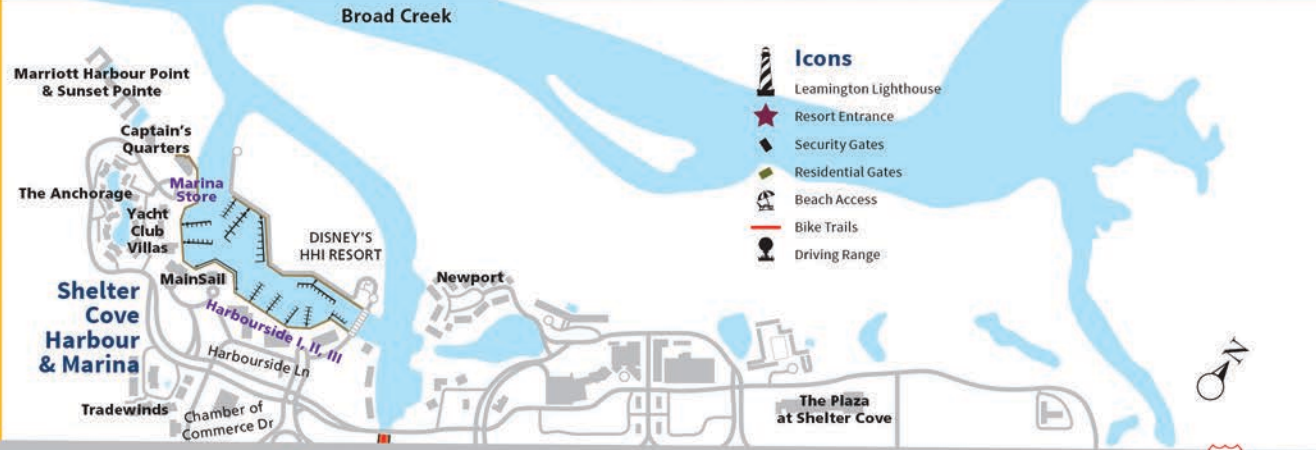 Broad Creek
Marriott Harbour Point
& Sunset Pointe
Captain's
Quarters
The Anchorage
Marina
Store
Yacht
Club
Villas
DISNEY'S
HHI RESORT
MainSail
Newport
Shelter
Cove
Harbour
& Marina
Harbourside I, II, III
Harbourside Ln
Tradewinds
Chamber of
Commerce Dr
The Plaza
at Shelter Cove
Icons
Leamington Lighthouse
Resort Entrance
Security Gates
Residential Gates
Beach Access
Bike Trails
Driving Range
N